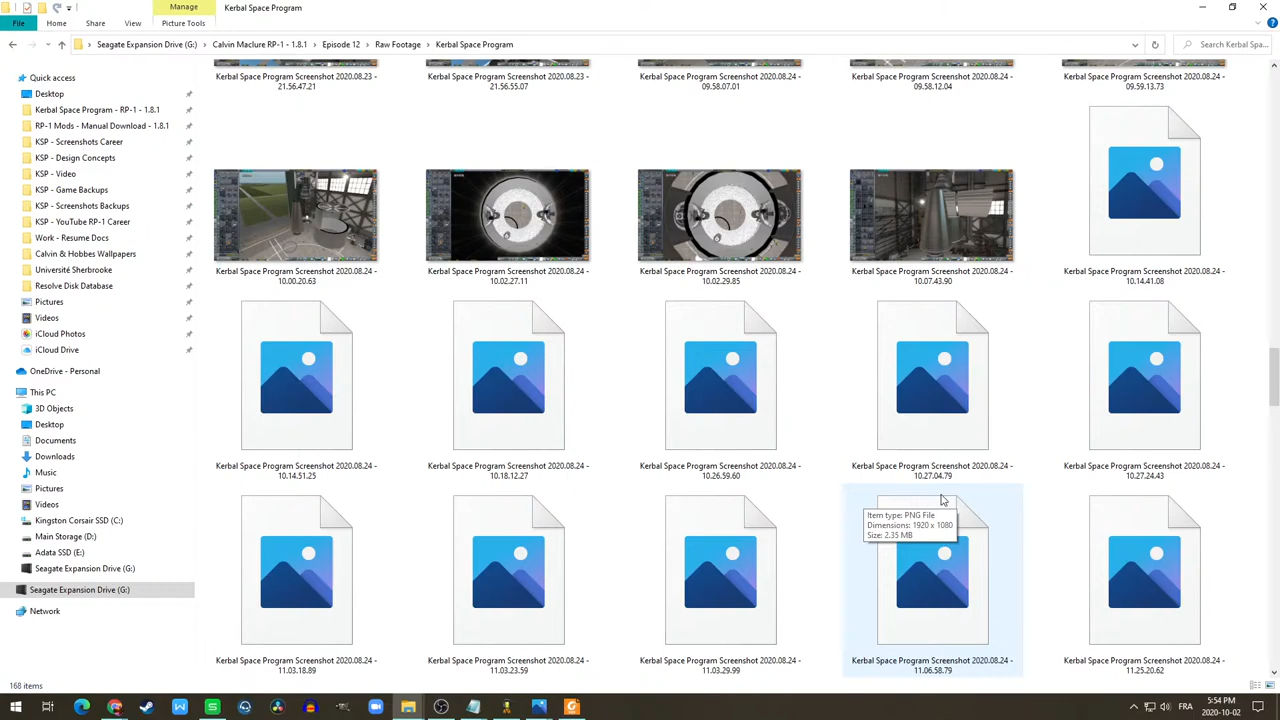 Manage
Kerbal Space Program
File
Home
Share
View
Picture Tools
Seagate Expansion Drive (G:)
Calvin Maclure RP-1 - 1.8.1
Episode 12
Raw Footage
Kerbal Space Program
Search Kerbal Spa...
Quick access
Desktop
Kerbal Space Program - RP-1 - 1.8.1
RP-1 Mods - Manual Download - 1.8.1
KSP - Screenshots Career
KSP - Design Concepts
KSP - Video
KSP - Game Backups
KSP - Screenshots Backups
KSP - YouTube RP-1 Career
Work - Resume Docs
Calvin & Hobbes Wallpapers
Université Sherbrooke
Resolve Disk Database
Pictures
Videos
iCloud Photos
iCloud Drive
OneDrive - Personal
This PC
3D Objects
Desktop
Documents
Downloads
Music
Pictures
Videos
Kingston Corsair SSD (C:)
Main Storage (D:)
Adata SSD (E:)
Seagate Expansion Drive (G:)
Seagate Expansion Drive (G:)
Network
Kerbal Space Program Screenshot 2020.08.23 -
21.56.47.21
Kerbal Space Program Screenshot 2020.08.23 -
21.56.55.07
Kerbal Space Program Screenshot 2020.08.24 -
09.58.07.01
Kerbal Space Program Screenshot 2020.08.24 -
09.58.12.04
Kerbal Space Program Screenshot 2020.08.24 -
09.59.13.73
Kerbal Space Program Screenshot 2020.08.24 -
10.00.20.63
Kerbal Space Program Screenshot 2020.08.24 -
10.02.27.11
Kerbal Space Program Screenshot 2020.08.24 -
10.02.29.85
Kerbal Space Program Screenshot 2020.08.24 -
10.07.43.90
Kerbal Space Program Screenshot 2020.08.24 -
10.14.41.08
Kerbal Space Program Screenshot 2020.08.24 -
10.14.51.25
Kerbal Space Program Screenshot 2020.08.24 -
10.18.12.27
Kerbal Space Program Screenshot 2020.08.24 -
10.26.59.60
Kerbal Space Program Screenshot 2020.08.24 -
10.27.04.79
Kerbal Space Program Screenshot 2020.08.24 -
10.27.24.43
Item type: PNG File
Dimensions: 1920 x 1080
Size: 2.35 MB
Kerbal Space Program Screenshot 2020.08.24 -
11.03.18.89
Kerbal Space Program Screenshot 2020.08.24 -
11.03.23.59
Kerbal Space Program Screenshot 2020.08.24 -
11.03.29.99
Kerbal Space Program Screenshot 2020.08.24 -
11.06.58.79
Kerbal Space Program Screenshot 2020.08.24 -
11.25.20.62
168 items
FRA
5:54 PM
2020-10-02